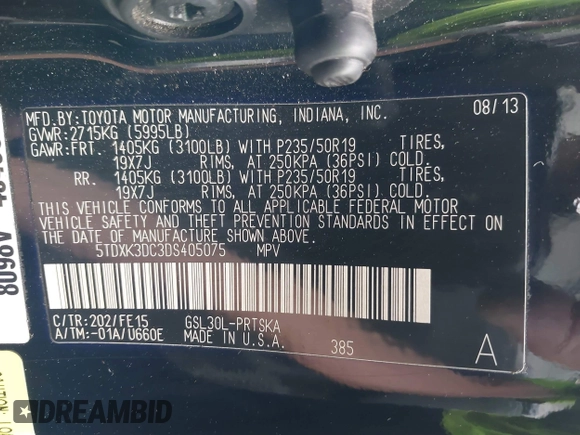 MFD.BY:TOYOTA MOTOR MANUFACTURING, INDIANA, INC. 08/13
GVWR:2715KG (5995LB)
GAWR:FRT. 1405KG (3100LB) WITH P235/50R19 TIRES,
19X7J RIMS, AT 250KPA (36PSI) COLD.
RR. 1405KG (3100LB) WITH P235/50R19 TIRES,
19X7J RIMS, AT 250KPA (36PSI) COLD.
THIS VEHICLE CONFORMS TO ALL APPLICABLE FEDERAL MOTOR
VEHICLE SAFETY AND THEFT PREVENTION STANDARDS IN EFFECT ON
THE DATE OF MANUFACTURE SHOWN ABOVE.
5TDXK3DC3DS405075 MPV
C/TR:202/FE15 GSL30L-PRTSKA
A/TM:-01A/U660E MADE IN U.S.A. 385 A
8098V
DREAMBID